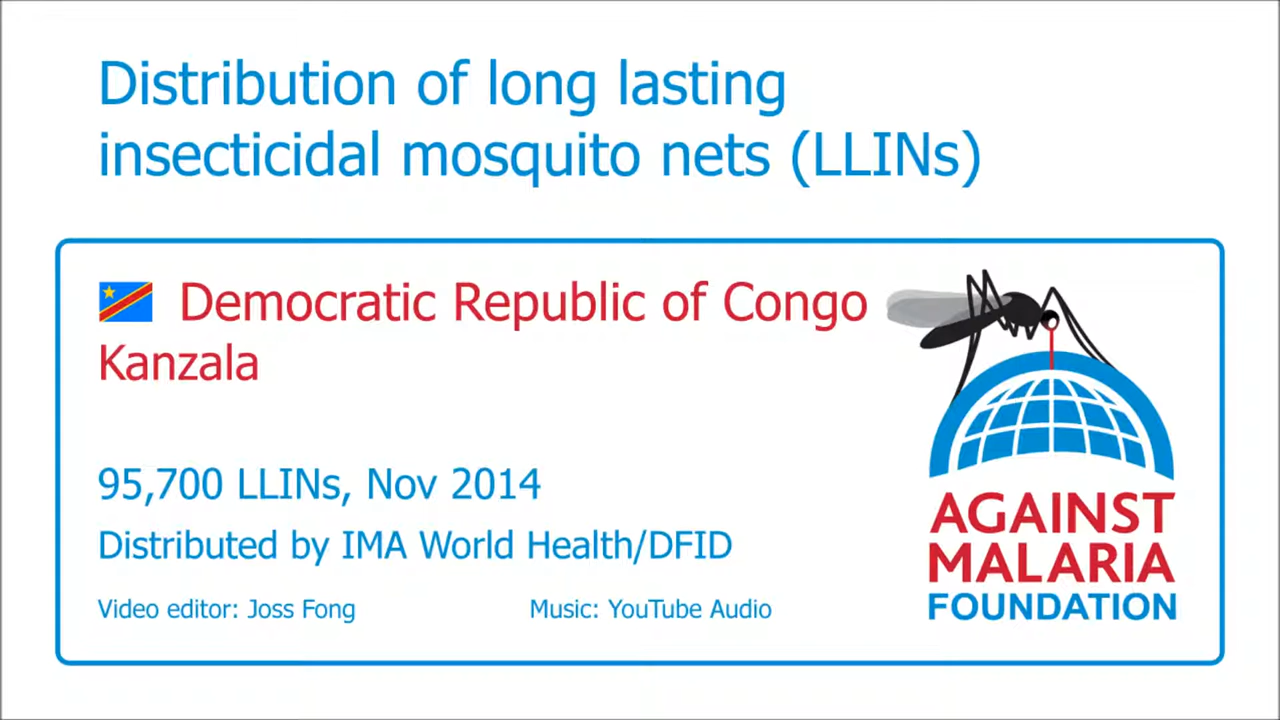 Distribution of long lasting
insecticidal mosquito nets (LLINs)
Democratic Republic of Congo
Kanzala
95,700 LLINs, Nov 2014
Distributed by IMA World Health/DFID
Video editor: Joss Fong
Music: YouTube Audio
AGAINST
MALARIA
FOUNDATION